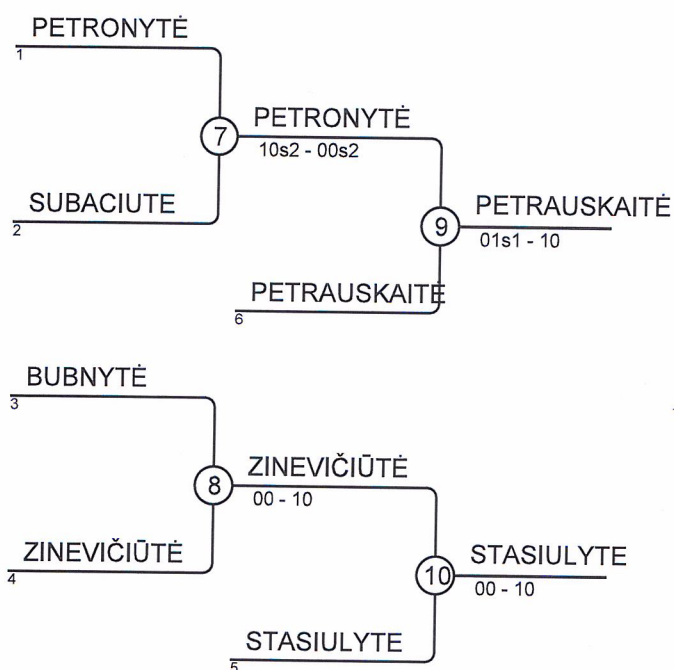 PETRONYTĖ
1
7
PETRONYTĖ
10s2 - 00s2
SUBACIUTE
2
9
PETRAUSKAITĖ
01s1 - 10
PETRAUSKAITĖ
6
BUBNYTĖ
3
8
ZINEVIČIŪTĖ
00 - 10
ZINEVIČIŪTĖ
4
10
STASIULYTE
00 - 10
STASIULYTE
5